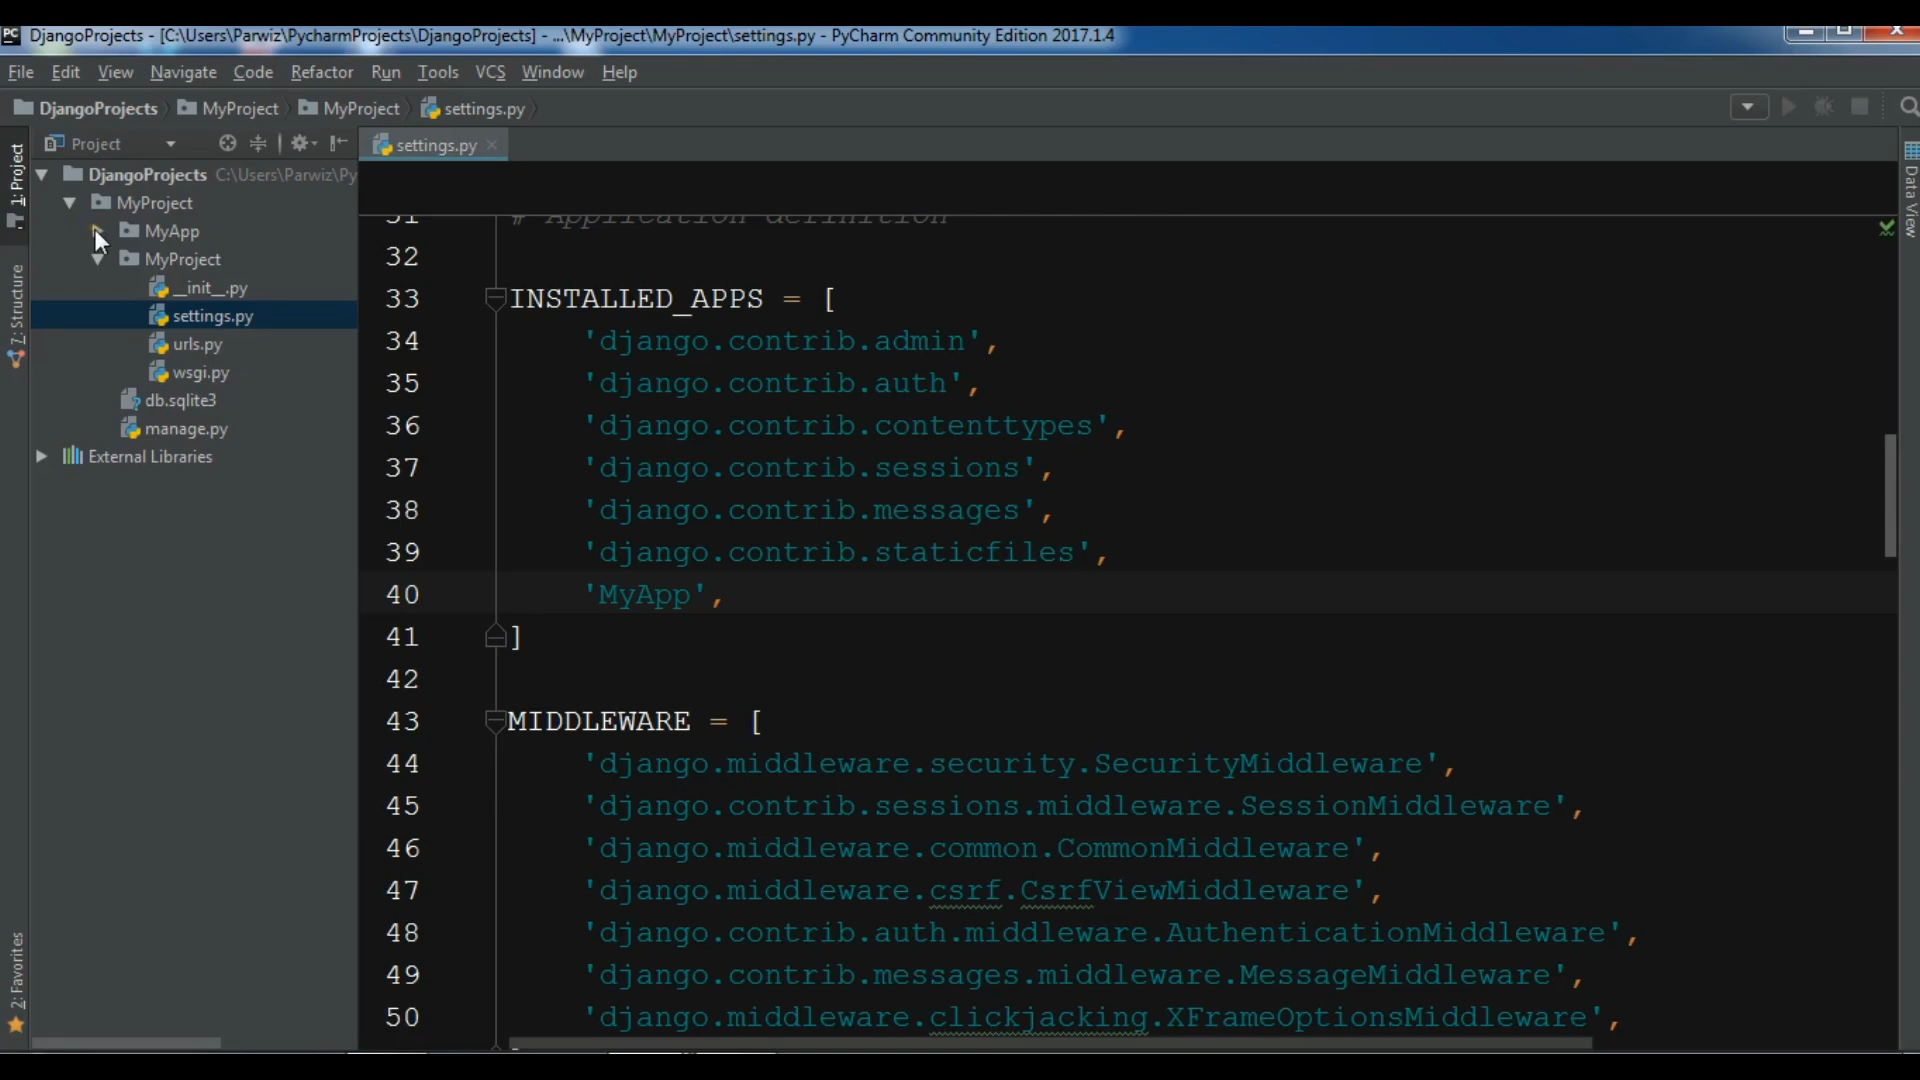 PC DjangoProjects - [C:\Users\Parwiz\PycharmProjects\DjangoProjects] - ...\MyProject\MyProject\settings.py - PyCharm Community Edition 2017.1.4
File Edit View Navigate Code Refactor Run Tools VCS Window Help
DjangoProjects MyProject MyProject settings.py
1: Project
7: Structure
2: Favorites
Project
DjangoProjects C:\Users\Parwiz\Py
MyProject
MyApp
MyProject
__init__.py
settings.py
urls.py
wsgi.py
db.sqlite3
manage.py
External Libraries
settings.py
31 # Application definition
32
33 INSTALLED_APPS = [
34 'django.contrib.admin',
35 'django.contrib.auth',
36 'django.contrib.contenttypes',
37 'django.contrib.sessions',
38 'django.contrib.messages',
39 'django.contrib.staticfiles',
40 'MyApp',
41 ]
42
43 MIDDLEWARE = [
44 'django.middleware.security.SecurityMiddleware',
45 'django.contrib.sessions.middleware.SessionMiddleware',
46 'django.middleware.common.CommonMiddleware',
47 'django.middleware.csrf.CsrfViewMiddleware',
48 'django.contrib.auth.middleware.AuthenticationMiddleware',
49 'django.contrib.messages.middleware.MessageMiddleware',
50 'django.middleware.clickjacking.XFrameOptionsMiddleware',
Data View